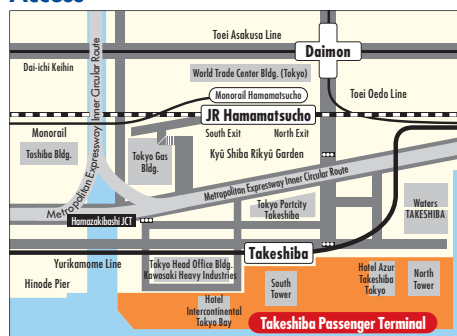 Access
Toei Asakusa Line
Daimon
Dai-ichi Keihin
World Trade Center Bldg. (Tokyo)
Monorail Hamamatsucho
Toei Oedo Line
JR Hamamatsucho
Monorail
South Exit
North Exit
Toshiba Bldg.
Tokyo Gas
Bldg.
Kyū Shiba Rikyū Garden
Metropolitan Expressway Inner Circular Route
Metropolitan Expressway Inner Circular Route
Hamazakibashi JCT
Tokyo Portcity
Takeshiba
Waters
TAKESHIBA
Takeshiba
Yurikamome Line
Tokyo Head Office Bldg.
Kawasaki Heavy Industries
Hinode Pier
Hotel
Intercontinental
Tokyo Bay
South
Tower
Hotel Azur
Takeshiba
Tokyo
North
Tower
Takeshiba Passenger Terminal